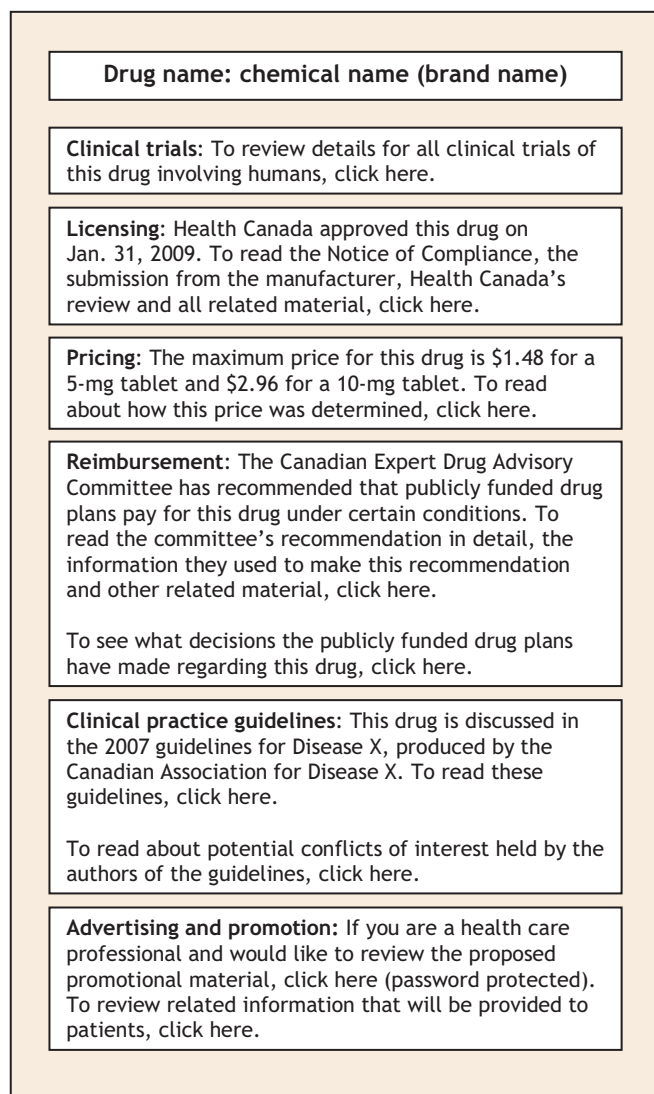 Drug name: chemical name (brand name)
Clinical trials: To review details for all clinical trials of
this drug involving humans, click here.
Licensing: Health Canada approved this drug on
Jan. 31, 2009. To read the Notice of Compliance, the
submission from the manufacturer, Health Canada’s
review and all related material, click here.
Pricing: The maximum price for this drug is $1.48 for a
5-mg tablet and $2.96 for a 10-mg tablet. To read
about how this price was determined, click here.
Reimbursement: The Canadian Expert Drug Advisory
Committee has recommended that publicly funded drug
plans pay for this drug under certain conditions. To
read the committee’s recommendation in detail, the
information they used to make this recommendation
and other related material, click here.
To see what decisions the publicly funded drug plans
have made regarding this drug, click here.
Clinical practice guidelines: This drug is discussed in
the 2007 guidelines for Disease X, produced by the
Canadian Association for Disease X. To read these
guidelines, click here.
To read about potential conflicts of interest held by the
authors of the guidelines, click here.
Advertising and promotion: If you are a health care
professional and would like to review the proposed
promotional material, click here (password protected).
To review related information that will be provided to
patients, click here.